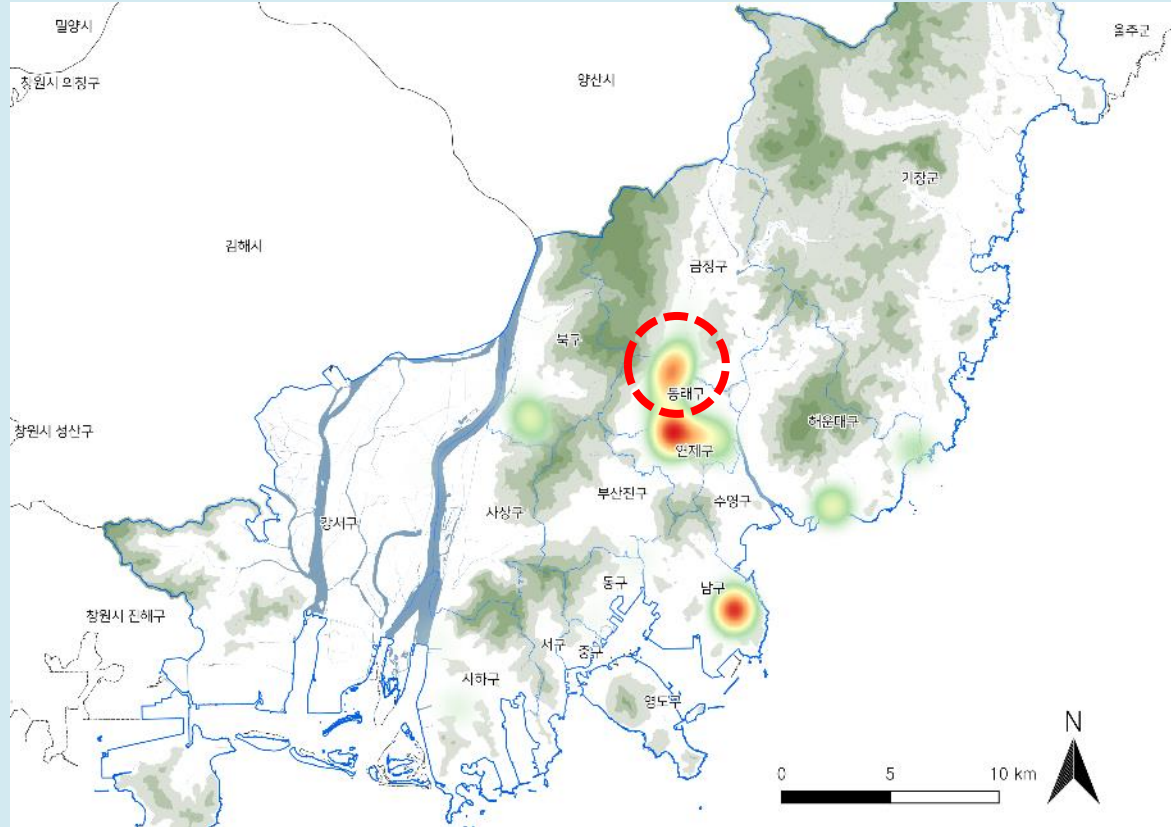 밀양시
울주군
창원시 의창구
양산시
기장군
김해시
금정구
북구
동래구
창원시 성산구
해운대구
연제구
부산진구
수영구
사상구
강서구
동구
남구
창원시 진해구
서구
중구
사하구
영도구
N
0 5 10 km